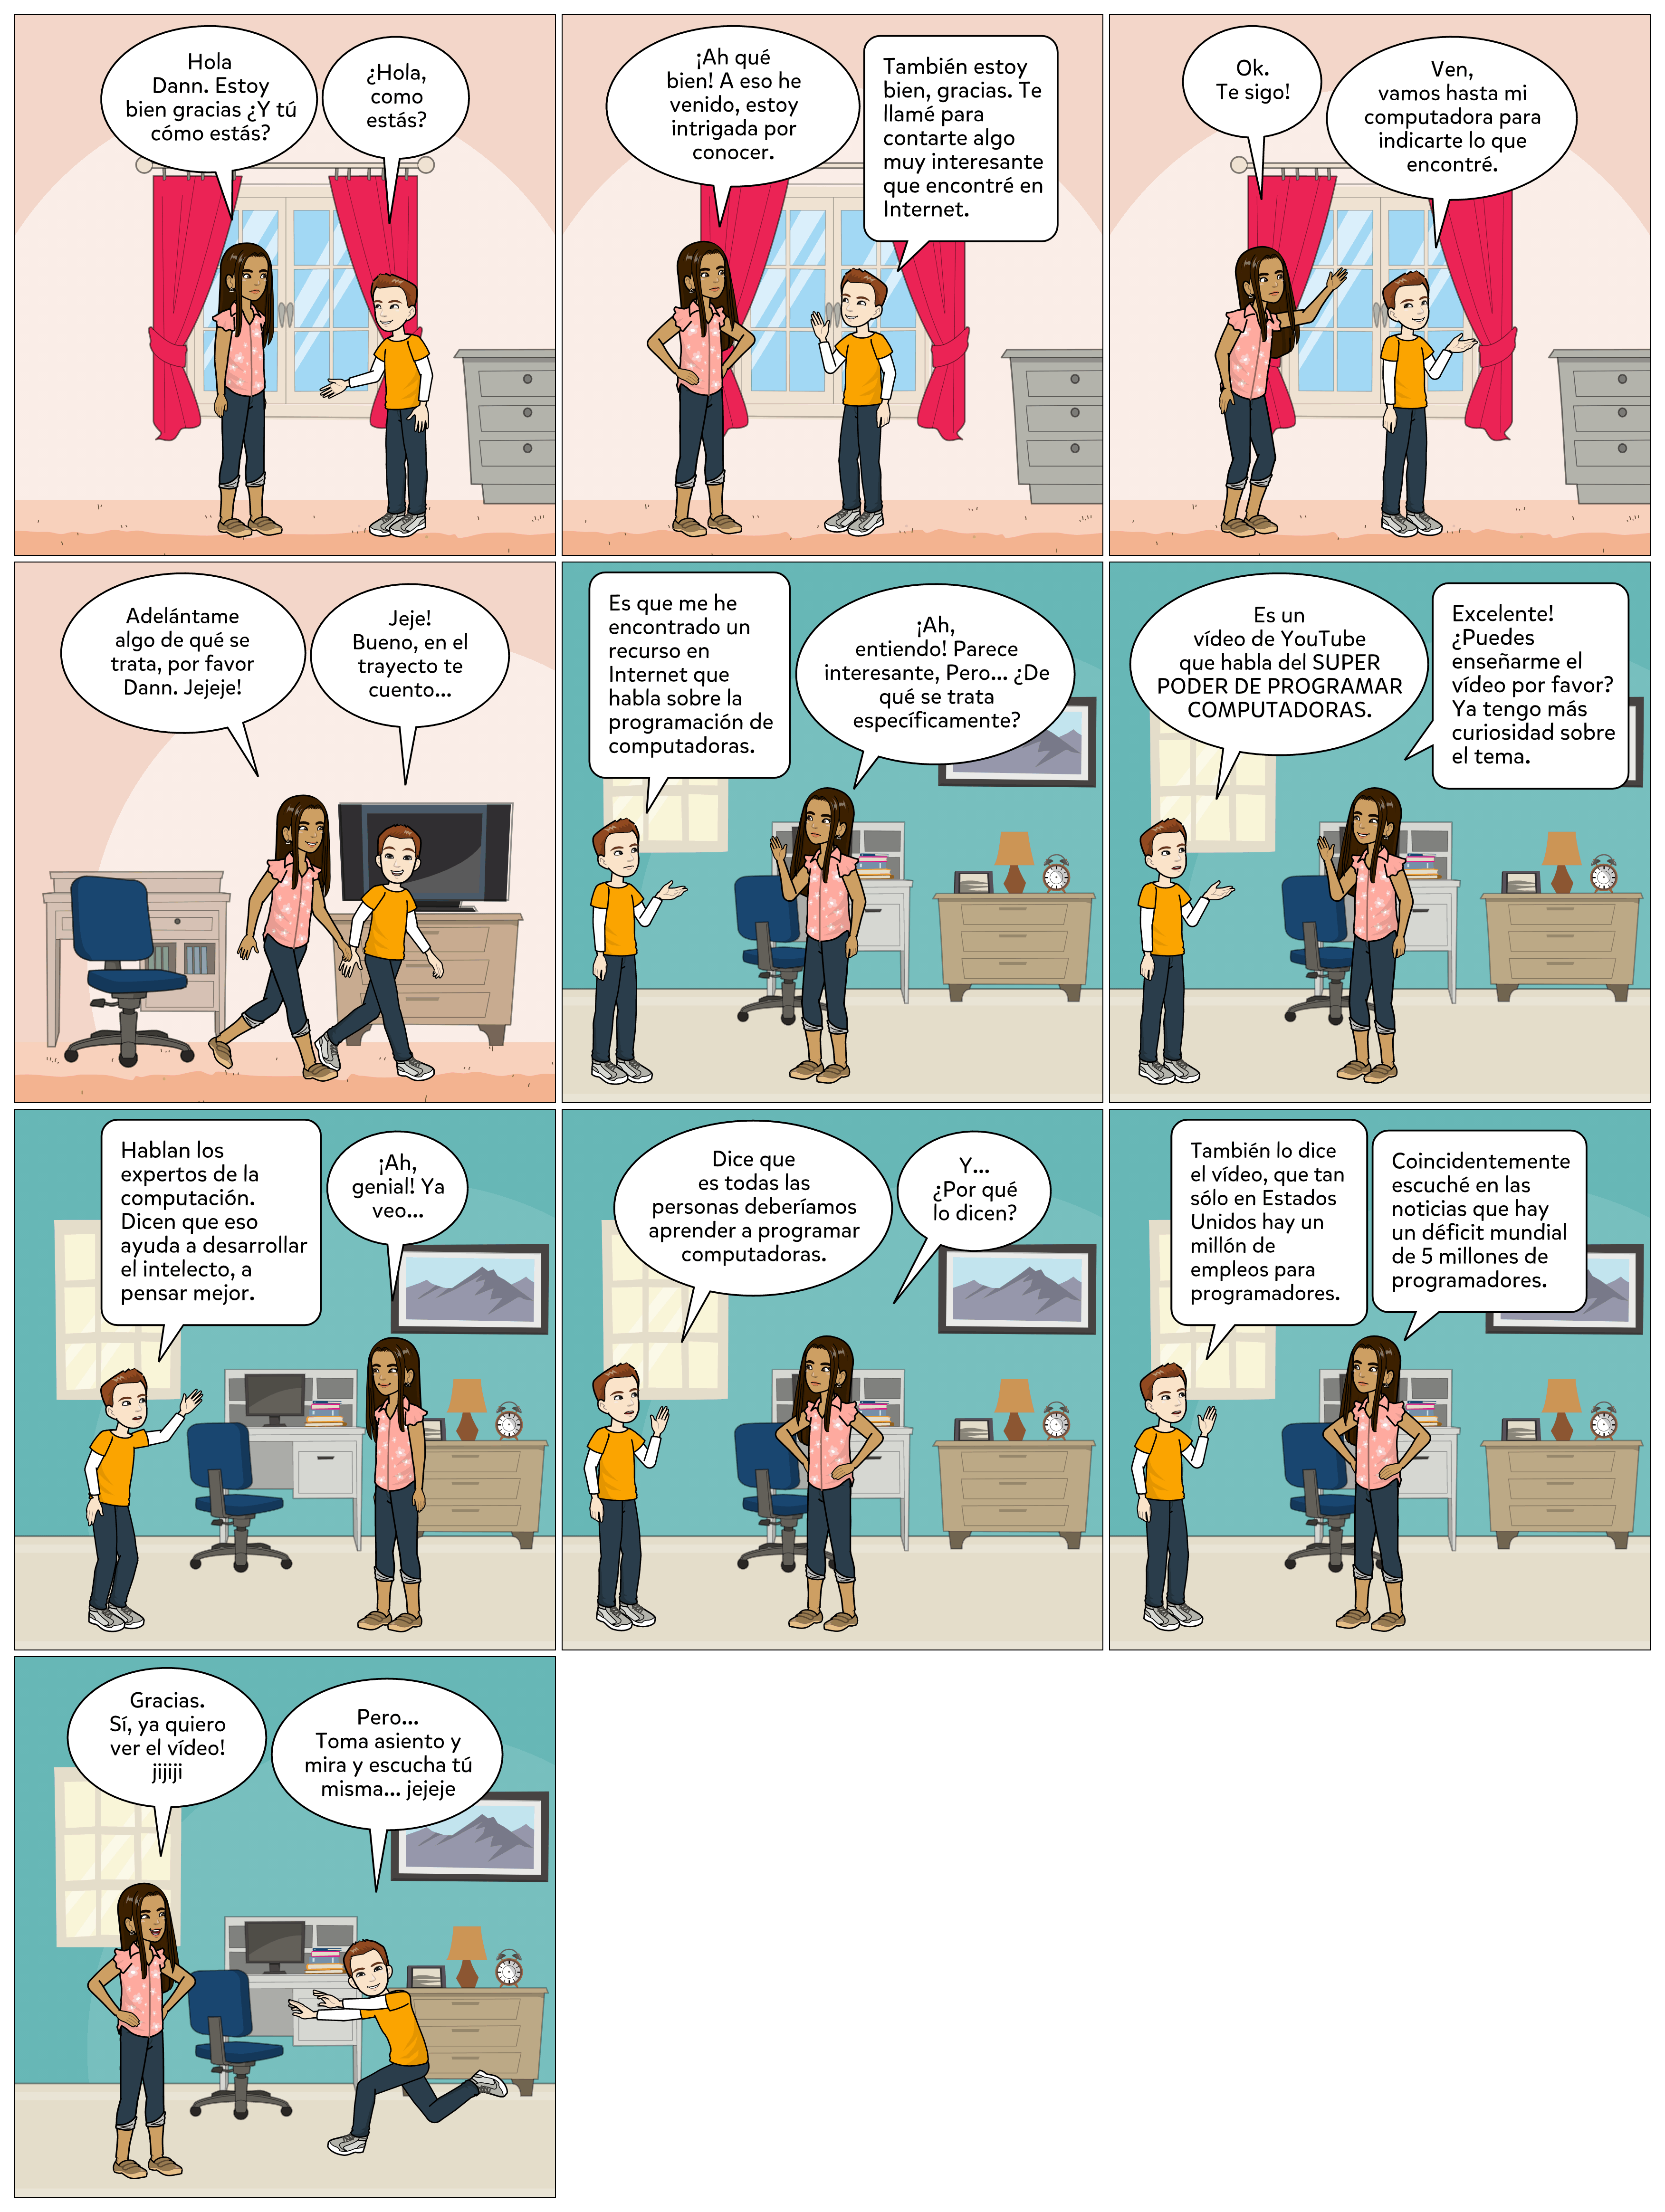 Hola
Dann. Estoy
bien gracias ¿Y tú
cómo estás?
¿Hola,
como
estás?
¡Ah qué
bien! A eso he
venido, estoy
intrigada por
conocer.
También estoy
bien, gracias. Te
llamé para
contarte algo
muy interesante
que encontré en
Internet.
Ok.
Te sigo!
Ven,
vamos hasta mi
computadora para
indicarte lo que
encontré.
Adelántame
algo de qué se
trata, por favor
Dann. Jejeje!
Jeje!
Bueno, en el
trayecto te
cuento...
Es que me he
encontrado un
recurso en
Internet que
habla sobre la
programación de
computadoras.
¡Ah,
entiendo! Parece
interesante, Pero... ¿De
qué se trata
específicamente?
Es un
vídeo de YouTube
que habla del SUPER
PODER DE PROGRAMAR
COMPUTADORAS.
Excelente!
¿Puedes
enseñarme el
vídeo por favor?
Ya tengo más
curiosidad sobre
el tema.
Hablan los
expertos de la
computación.
Dicen que eso
ayuda a desarrollar
el intelecto, a
pensar mejor.
¡Ah,
genial! Ya
veo...
Dice que
es todas las
personas deberíamos
aprender a programar
computadoras.
Y...
¿Por qué
lo dicen?
También lo dice
el vídeo, que tan
sólo en Estados
Unidos hay un
millón de
empleos para
programadores.
Coincidentemente
escuché en las
noticias que hay
un déficit mundial
de 5 millones de
programadores.
Gracias.
Sí, ya quiero
ver el vídeo!
jijiji
Pero...
Toma asiento y
mira y escucha tú
misma... jejeje